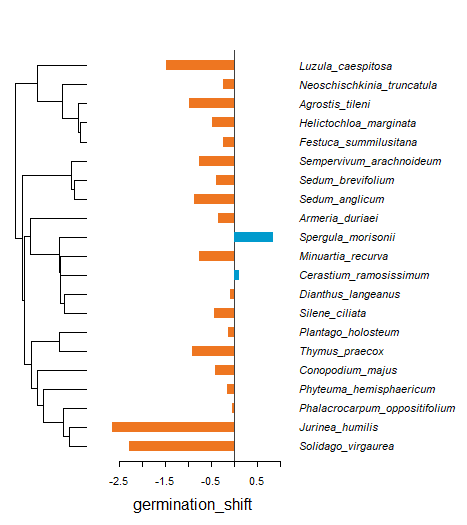 Luzula_caespitosa
Neoschischkinia_truncatula
Agrostis_tileni
Helictochloa_marginata
Festuca_summilusitana
Sempervivum_arachnoideum
Sedum_brevifolium
Sedum_anglicum
Armeria_duriaei
Spergula_morisonii
Minuartia_recurva
Cerastium_ramosissimum
Dianthus_langeanus
Silene_ciliata
Plantago_holosteum
Thymus_praecox
Conopodium_majus
Phyteuma_hemisphaericum
Phalacrocarpum_oppositifolium
Jurinea_humilis
Solidago_virgaurea
-2.5 -1.5 -0.5 0.5
germination_shift